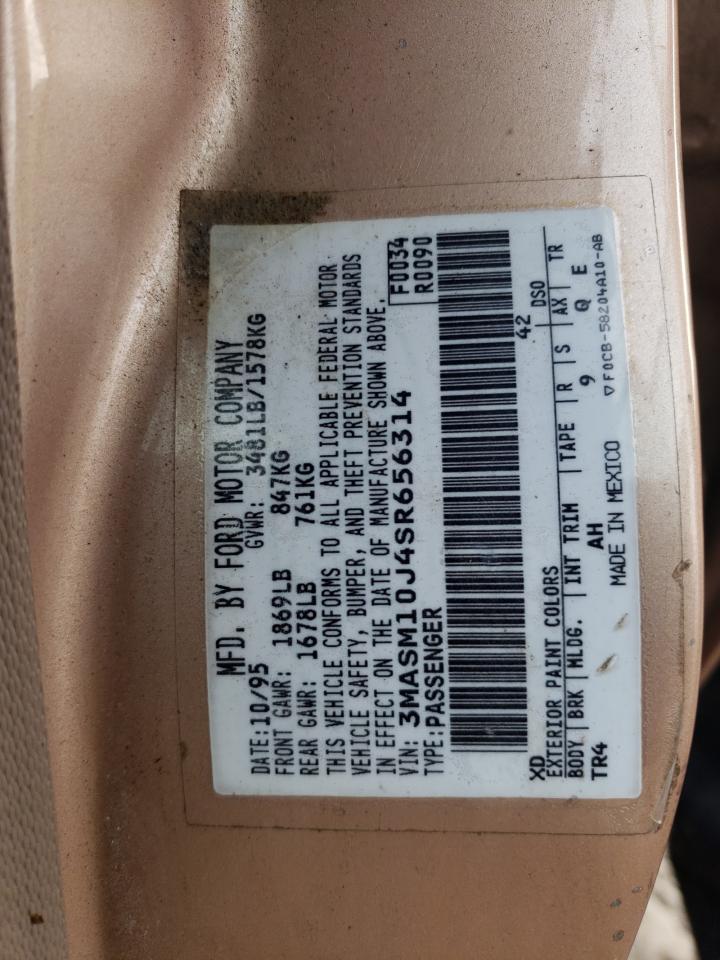 MFD. BY FORD MOTOR COMPANY
DATE: 10/95 GVWR: 3481LB/1578KG
FRONT GAWR: 1869LB 847KG
REAR GAWR: 1678LB 761KG
THIS VEHICLE CONFORMS TO ALL APPLICABLE FEDERAL MOTOR
VEHICLE SAFETY, BUMPER, AND THEFT PREVENTION STANDARDS
IN EFFECT ON THE DATE OF MANUFACTURE SHOWN ABOVE.
VIN: 3MASM10J4SR656314 F0034
TYPE: PASSENGER R0090
XD 42
EXTERIOR PAINT COLORS DSO
BODY BRK MLDG. INT TRIM TAPE R S AX TR
TR4 AH 9 Q E
MADE IN MEXICO ▽F0CB-58204A10-AB